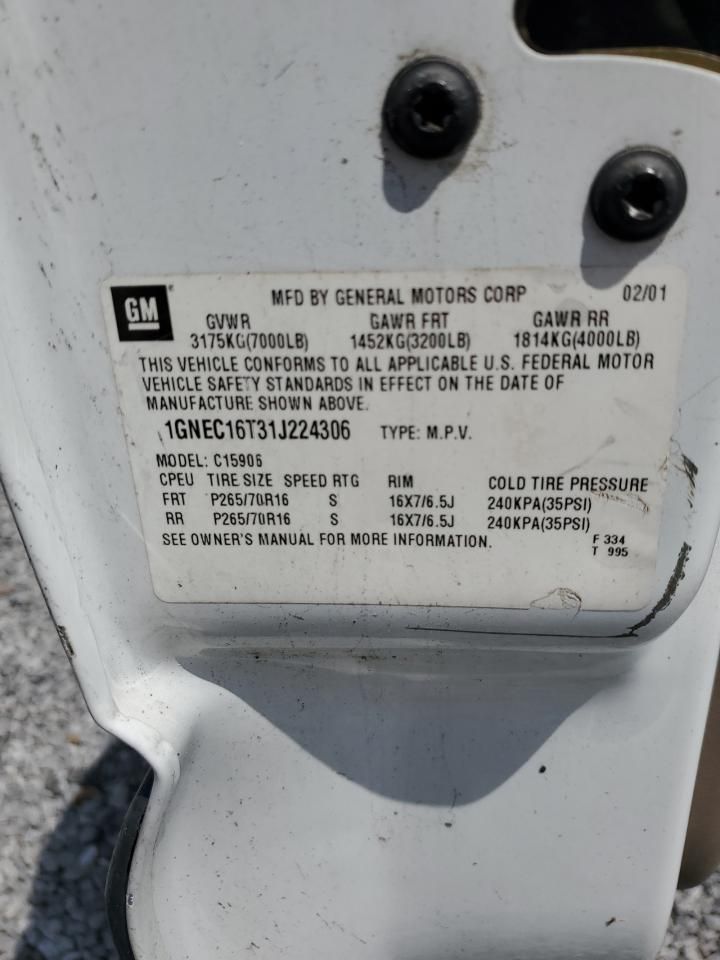 GM
MFD BY GENERAL MOTORS CORP 02/01
GVWR GAWR FRT GAWR RR
3175KG(7000LB) 1452KG(3200LB) 1814KG(4000LB)
THIS VEHICLE CONFORMS TO ALL APPLICABLE U.S. FEDERAL MOTOR
VEHICLE SAFETY STANDARDS IN EFFECT ON THE DATE OF
MANUFACTURE SHOWN ABOVE.
1GNEC16T31J224306 TYPE: M.P.V.
MODEL: C15906
CPEU TIRE SIZE SPEED RTG RIM COLD TIRE PRESSURE
FRT P265/70R16 S 16X7/6.5J 240KPA(35PSI)
RR P265/70R16 S 16X7/6.5J 240KPA(35PSI)
SEE OWNER'S MANUAL FOR MORE INFORMATION. F 334
T 995